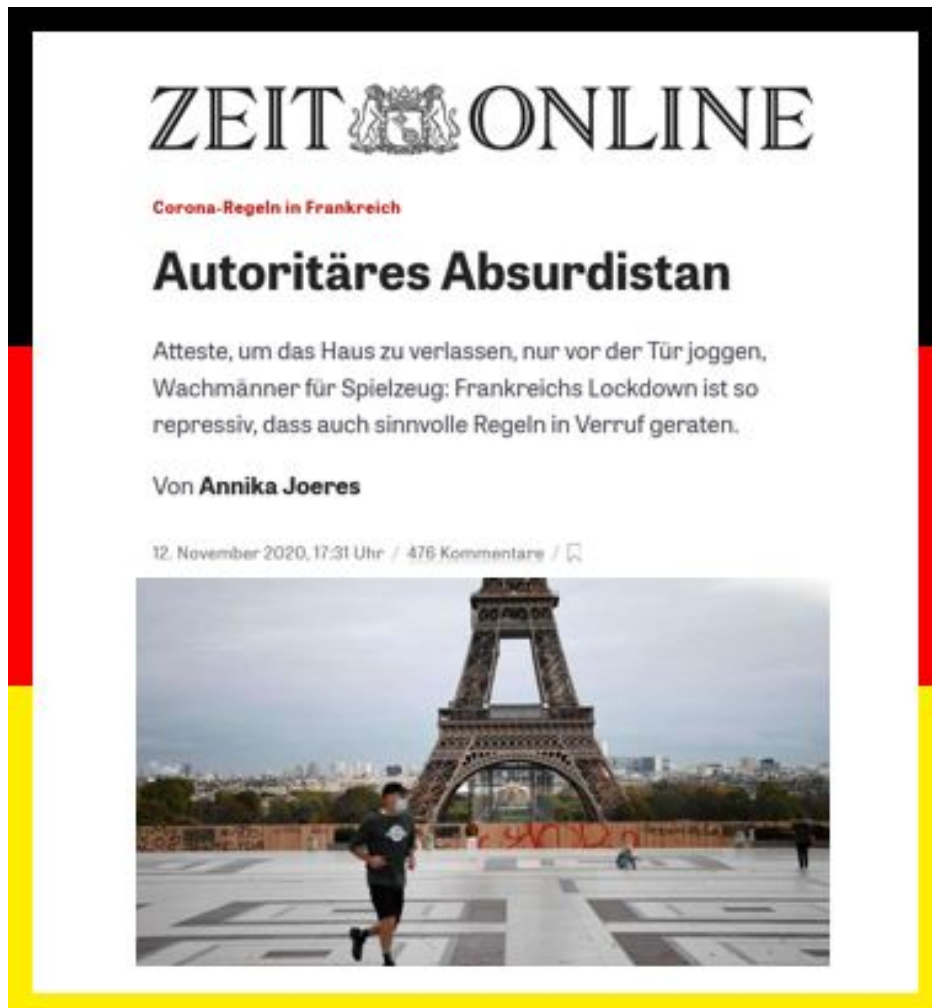 ZEIT ONLINE
Corona-Regeln in Frankreich
Autoritäres Absurdistan
Atteste, um das Haus zu verlassen, nur vor der Tür joggen,
Wachmänner für Spielzeug: Frankreichs Lockdown ist so
repressiv, dass auch sinnvolle Regeln in Verruf geraten.
Von Annika Joeres
12. November 2020, 17:31 Uhr / 476 Kommentare /